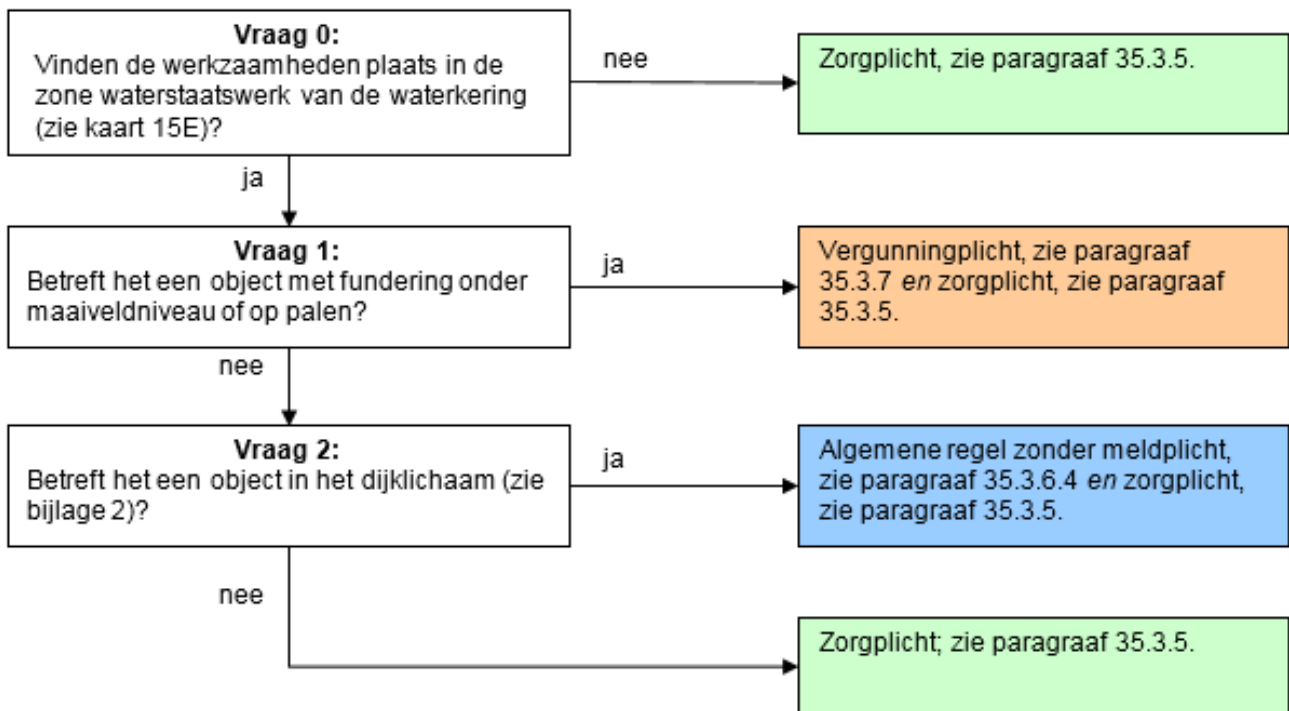 Vraag 0:
Vinden de werkzaamheden plaats in de
zone waterstaatswerk van de waterkering
(zie kaart 15E)?
nee
Zorgplicht, zie paragraaf 35.3.5.
ja
Vraag 1:
Betreft het een object met fundering onder
maaiveldniveau of op palen?
ja
Vergunningplicht, zie paragraaf
35.3.7 en zorgplicht, zie paragraaf
35.3.5.
nee
Vraag 2:
Betreft het een object in het dijklichaam (zie
bijlage 2)?
ja
Algemene regel zonder meldplicht,
zie paragraaf 35.3.6.4 en zorgplicht,
zie paragraaf 35.3.5.
nee
Zorgplicht; zie paragraaf 35.3.5.